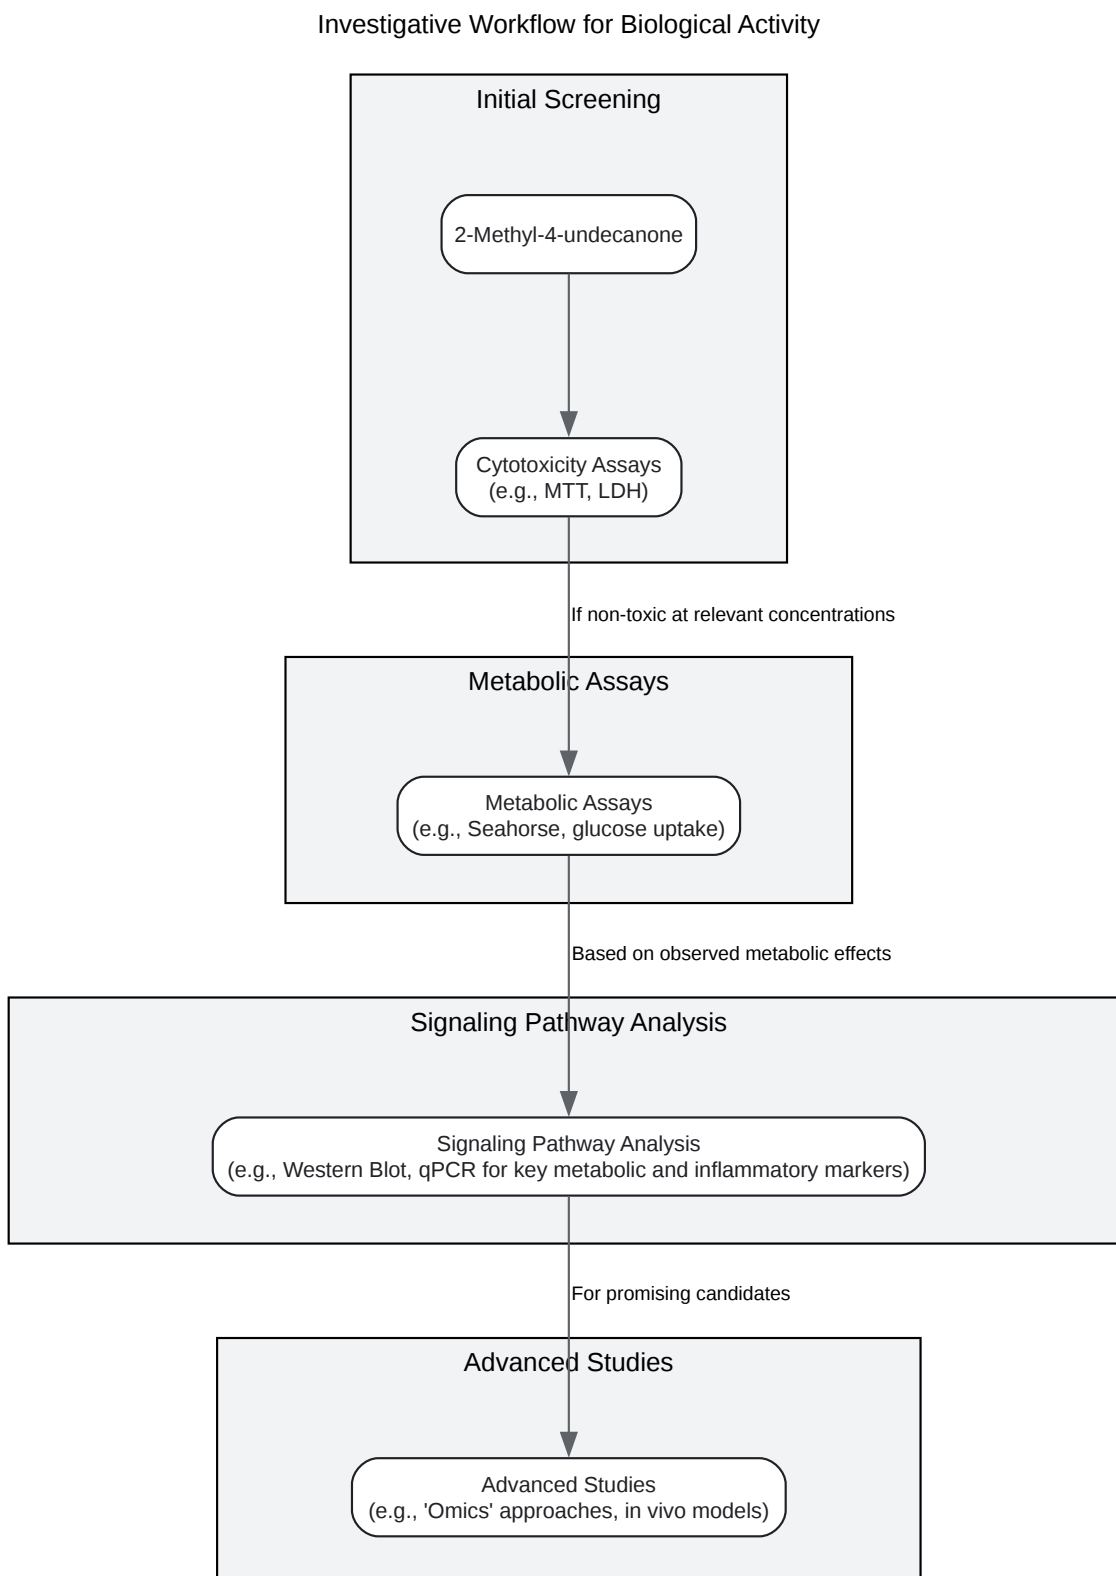 Investigative Workflow for Biological Activity
Initial Screening
2-Methyl-4-undecanone
Cytotoxicity Assays
(e.g., MTT, LDH)
If non-toxic at relevant concentrations
Metabolic Assays
Metabolic Assays
(e.g., Seahorse, glucose uptake)
Based on observed metabolic effects
Signaling Pathway Analysis
Signaling Pathway Analysis
(e.g., Western Blot, qPCR for key metabolic and inflammatory markers)
For promising candidates
Advanced Studies
Advanced Studies
(e.g., 'Omics' approaches, in vivo models)